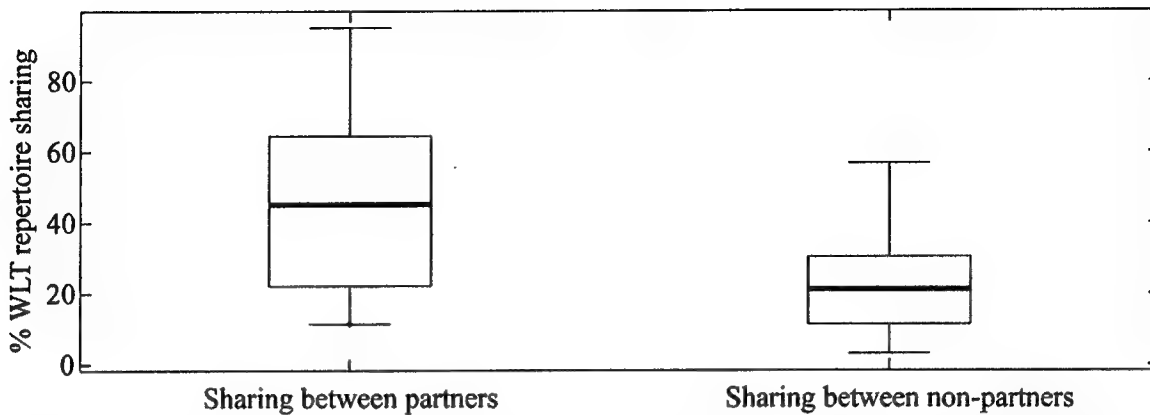 % WLT repertoire sharing
80
60
40
20
0
Sharing between partners
Sharing between non-partners